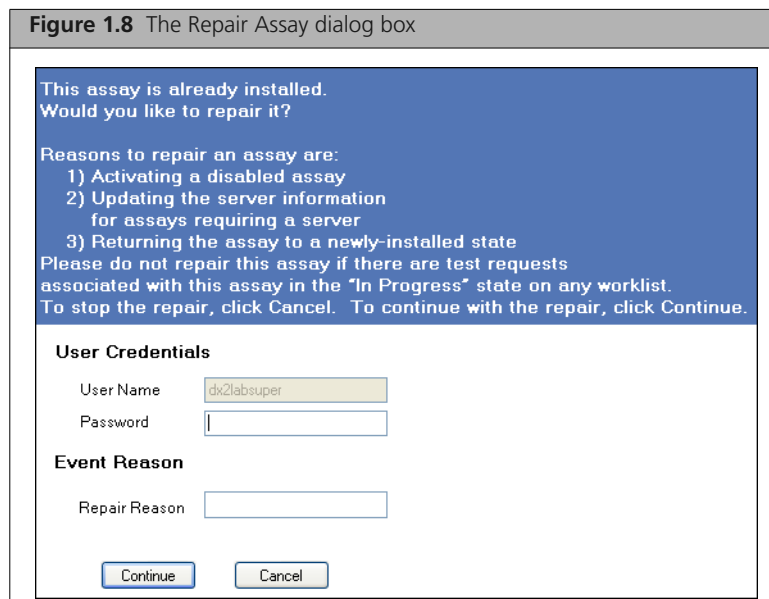 Figure 1.8 The Repair Assay dialog box
This assay is already installed.
Would you like to repair it?
Reasons to repair an assay are:
1) Activating a disabled assay
2) Updating the server information
for assays requiring a server
3) Returning the assay to a newly-installed state
Please do not repair this assay if there are test requests
associated with this assay in the "In Progress" state on any worklist.
To stop the repair, click Cancel. To continue with the repair, click Continue.
User Credentials
User Name dx2labsuper
Password
Event Reason
Repair Reason
Continue Cancel